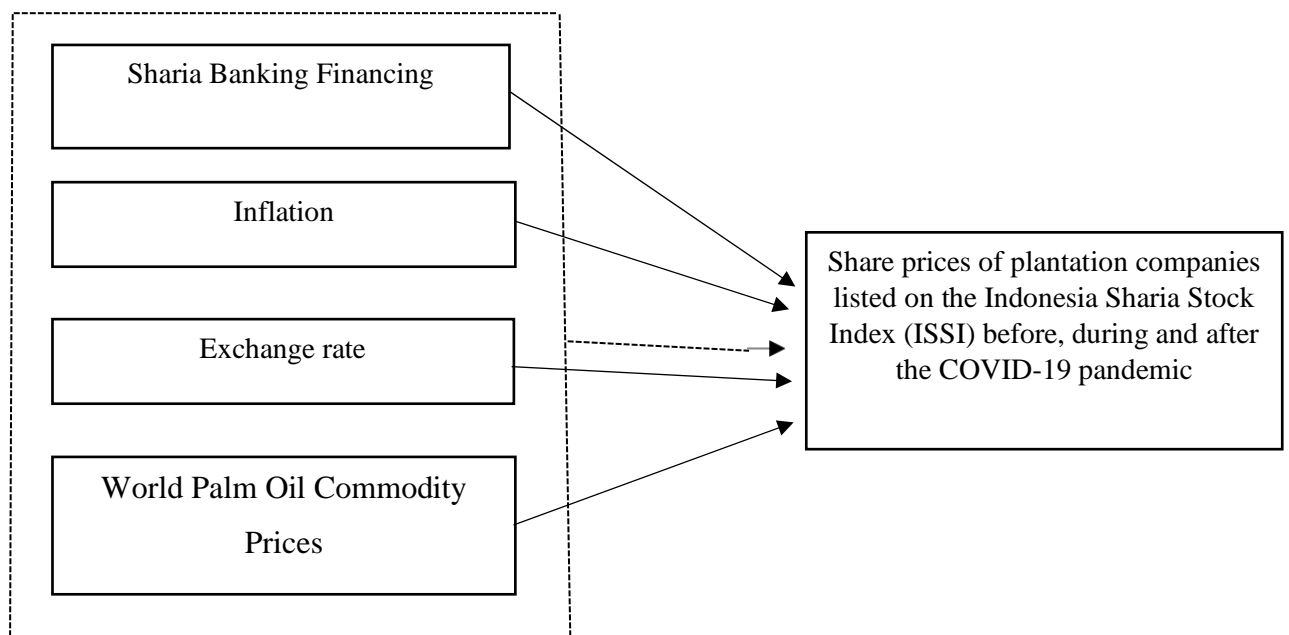 Sharia Banking Financing
Inflation
Exchange rate
World Palm Oil Commodity
Prices
Share prices of plantation companies
listed on the Indonesia Sharia Stock
Index (ISSI) before, during and after
the COVID-19 pandemic